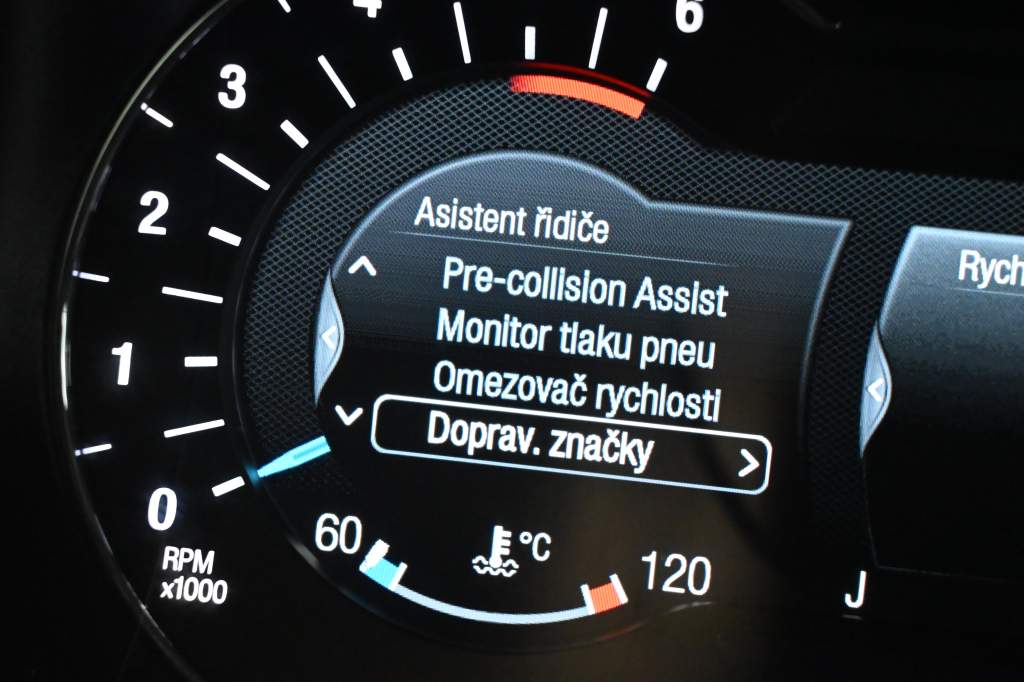 4
6
3
2
1
0
RPM
x1000
Asistent řidiče
Pre-collision Assist
Monitor tlaku pneu
Omezovač rychlosti
Doprav. značky
60
°C
120
Rych
J